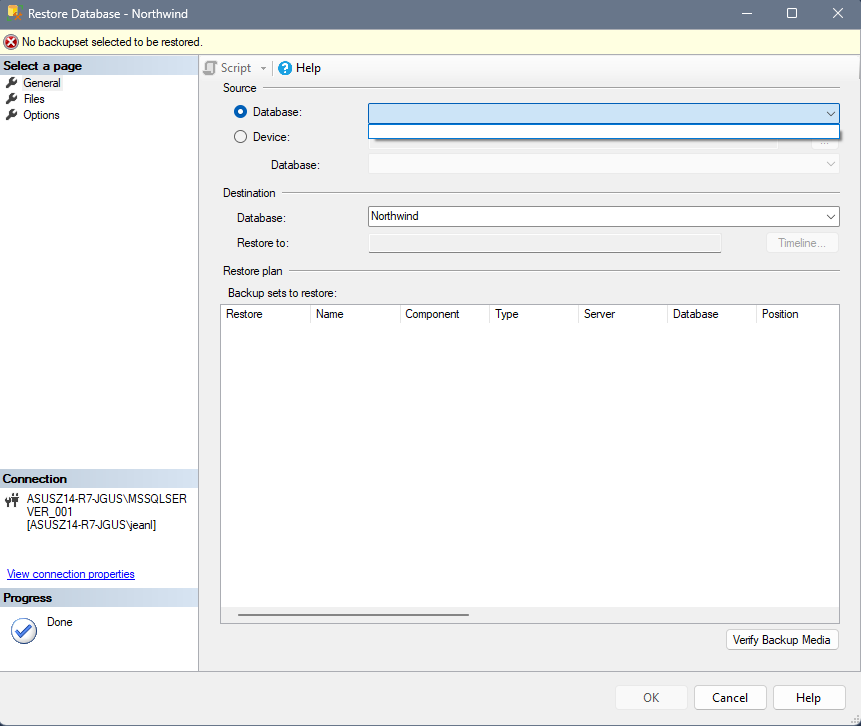 Restore Database - Northwind
No backupset selected to be restored.
Select a page
General
Files
Options
Script
Help
Source
Database:
Device:
...
Database:
Destination
Database:
Northwind
Restore to:
Timeline...
Restore plan
Backup sets to restore:
Restore Name Component Type Server Database Position
Connection
ASUSZ14-R7-JGUS\MSSQLSER
VER_001
[ASUSZ14-R7-JGUS\jeanl]
View connection properties
Progress
Done
Verify Backup Media
OK
Cancel
Help